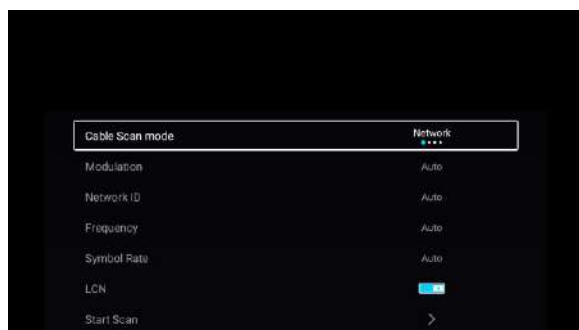 Cable Scan mode
Network
Modulation
Auto
Network ID
Auto
Frequency
Auto
Symbol Rate
Auto
LCN
Start Scan